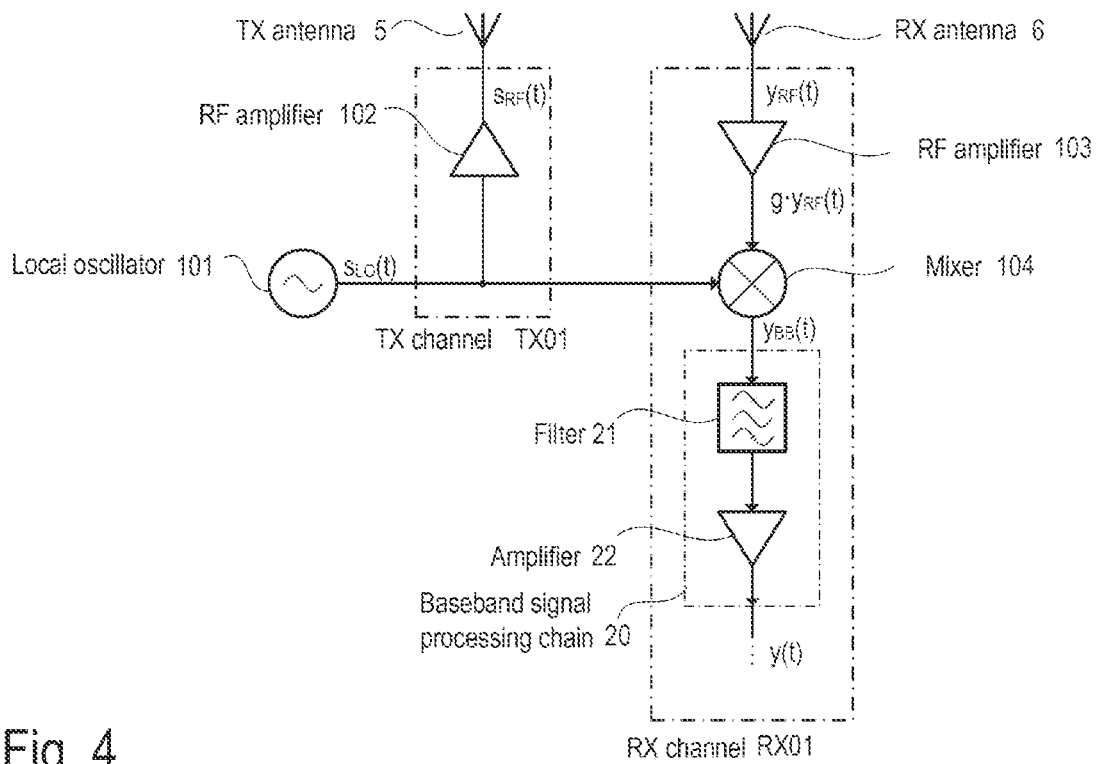 TX antenna 5
RX antenna 6
sRF(t)
yRF(t)
RF amplifier 102
RF amplifier 103
g·yRF(t)
Local oscillator 101
sLO(t)
Mixer 104
TX channel TX01
yBB(t)
Filter 21
Amplifier 22
Baseband signal
processing chain 20
y(t)
Fig. 4
RX channel RX01